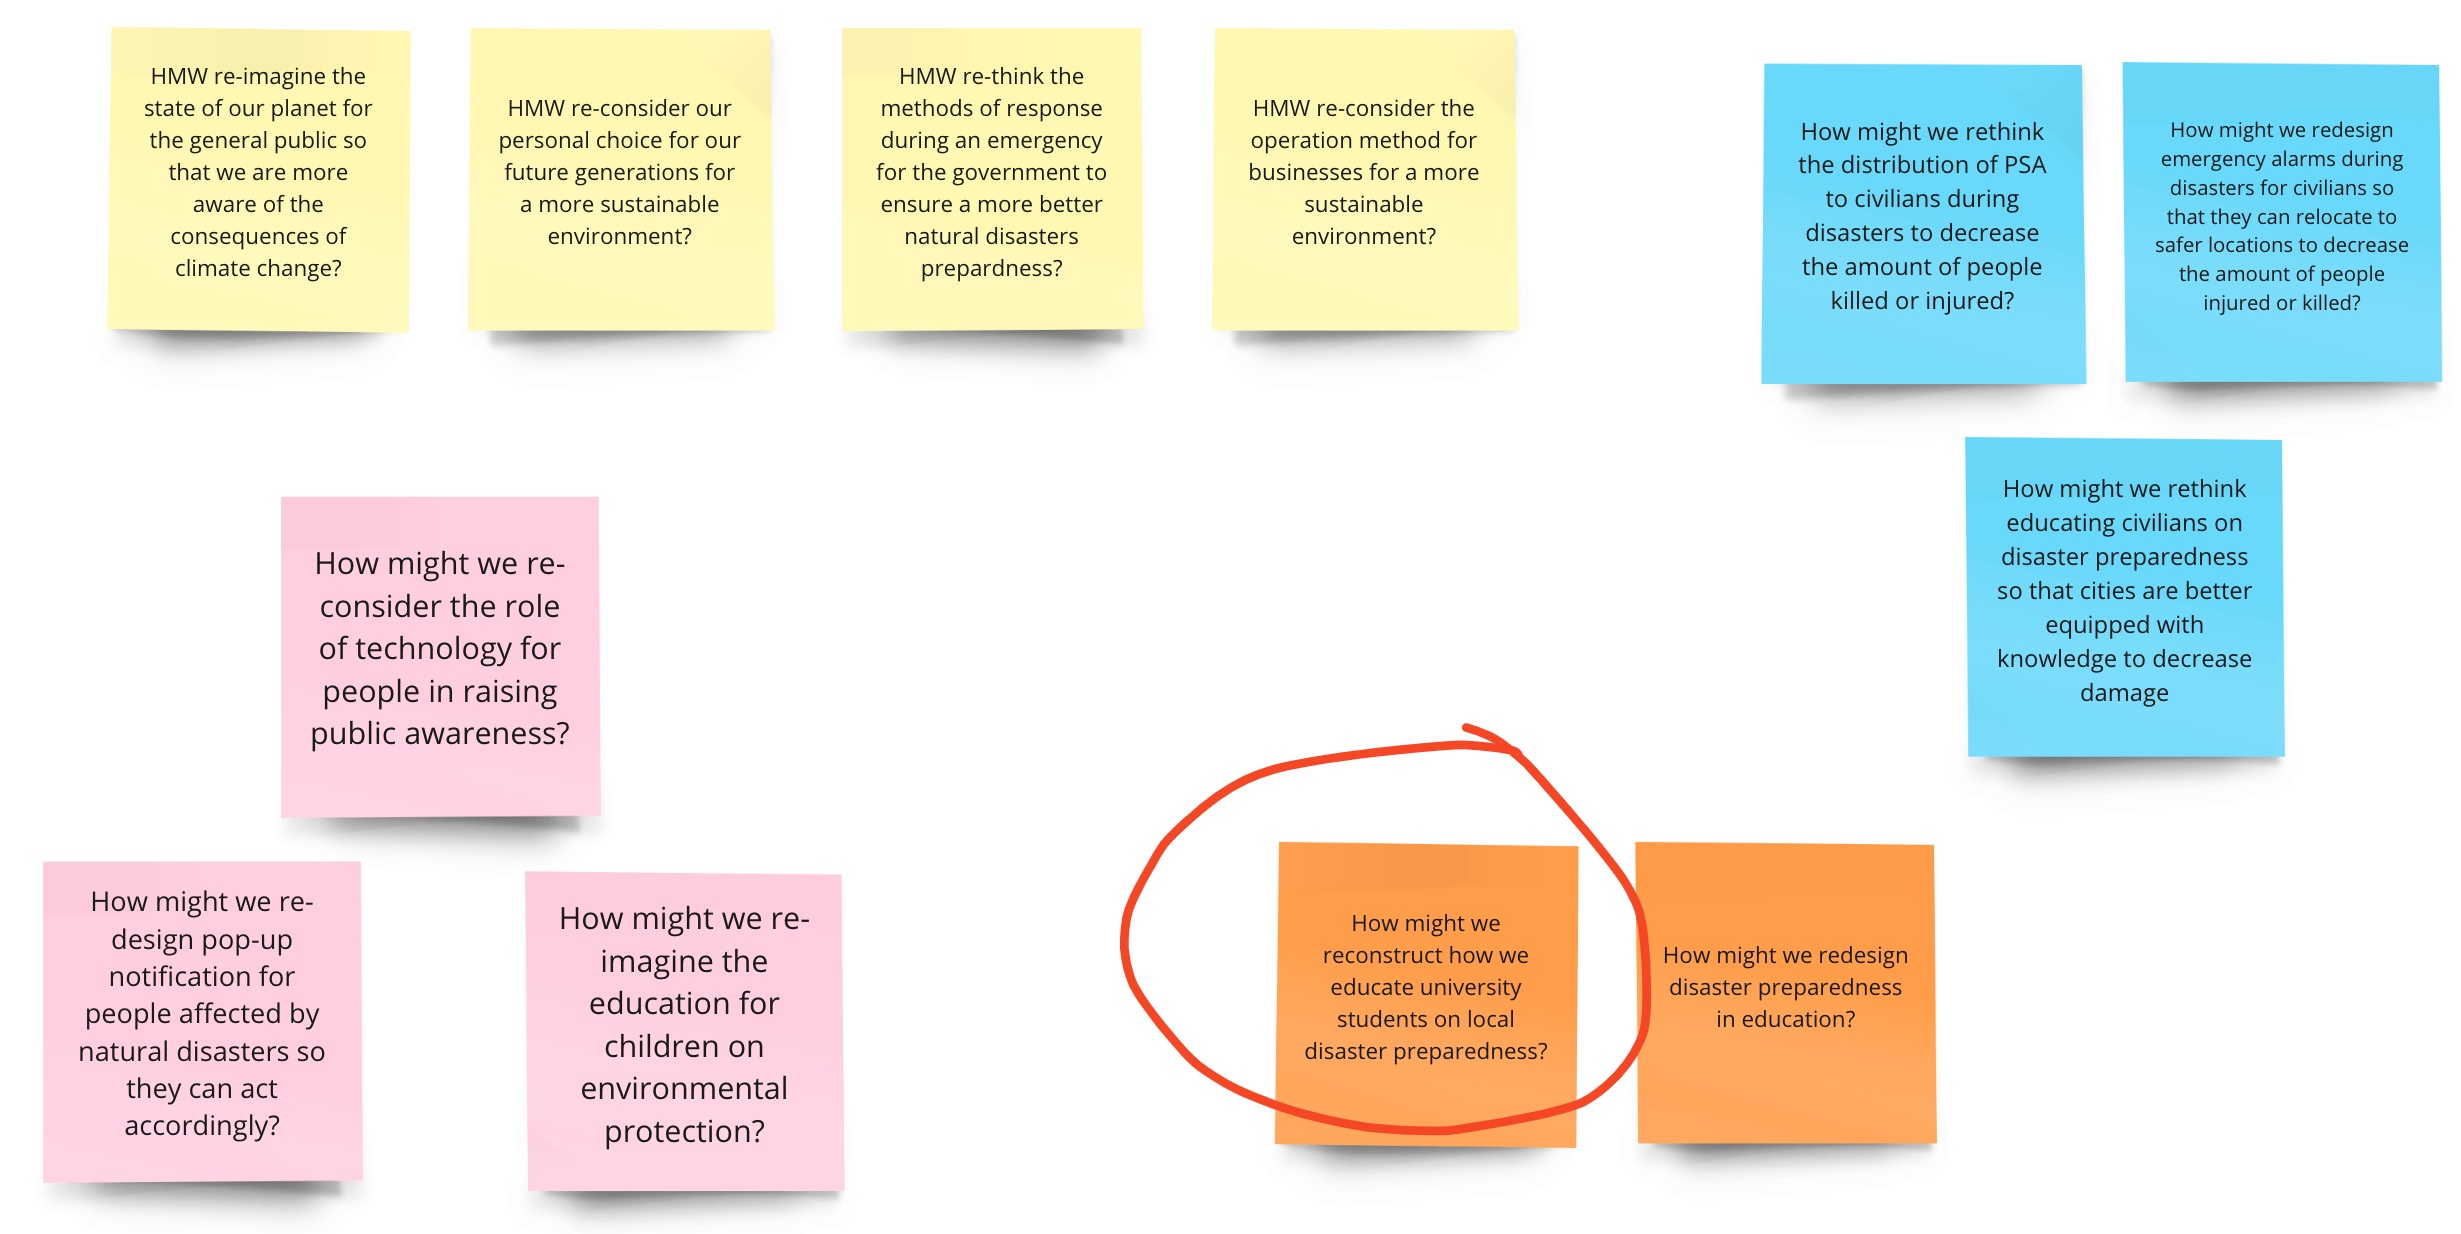 HMW re-imagine the
state of our planet for
the general public so
that we are more
aware of the
consequences of
climate change?
HMW re-consider our
personal choice for our
future generations for
a more sustainable
environment?
HMW re-think the
methods of response
during an emergency
for the government to
ensure a more better
natural disasters
prepardness?
HMW re-consider the
operation method for
businesses for a more
sustainable
environment?
How might we rethink
the distribution of PSA
to civilians during
disasters to decrease
the amount of people
killed or injured?
How might we redesign
emergency alarms during
disasters for civilians so
that they can relocate to
safer locations to decrease
the amount of people
injured or killed?
How might we rethink
educating civilians on
disaster preparedness
so that cities are better
equipped with
knowledge to decrease
damage
How might we re-
consider the role
of technology for
people in raising
public awareness?
How might we re-
design pop-up
notification for
people affected by
natural disasters so
they can act
accordingly?
How might we re-
imagine the
education for
children on
environmental
protection?
How might we
reconstruct how we
educate university
students on local
disaster preparedness?
How might we redesign
disaster preparedness
in education?